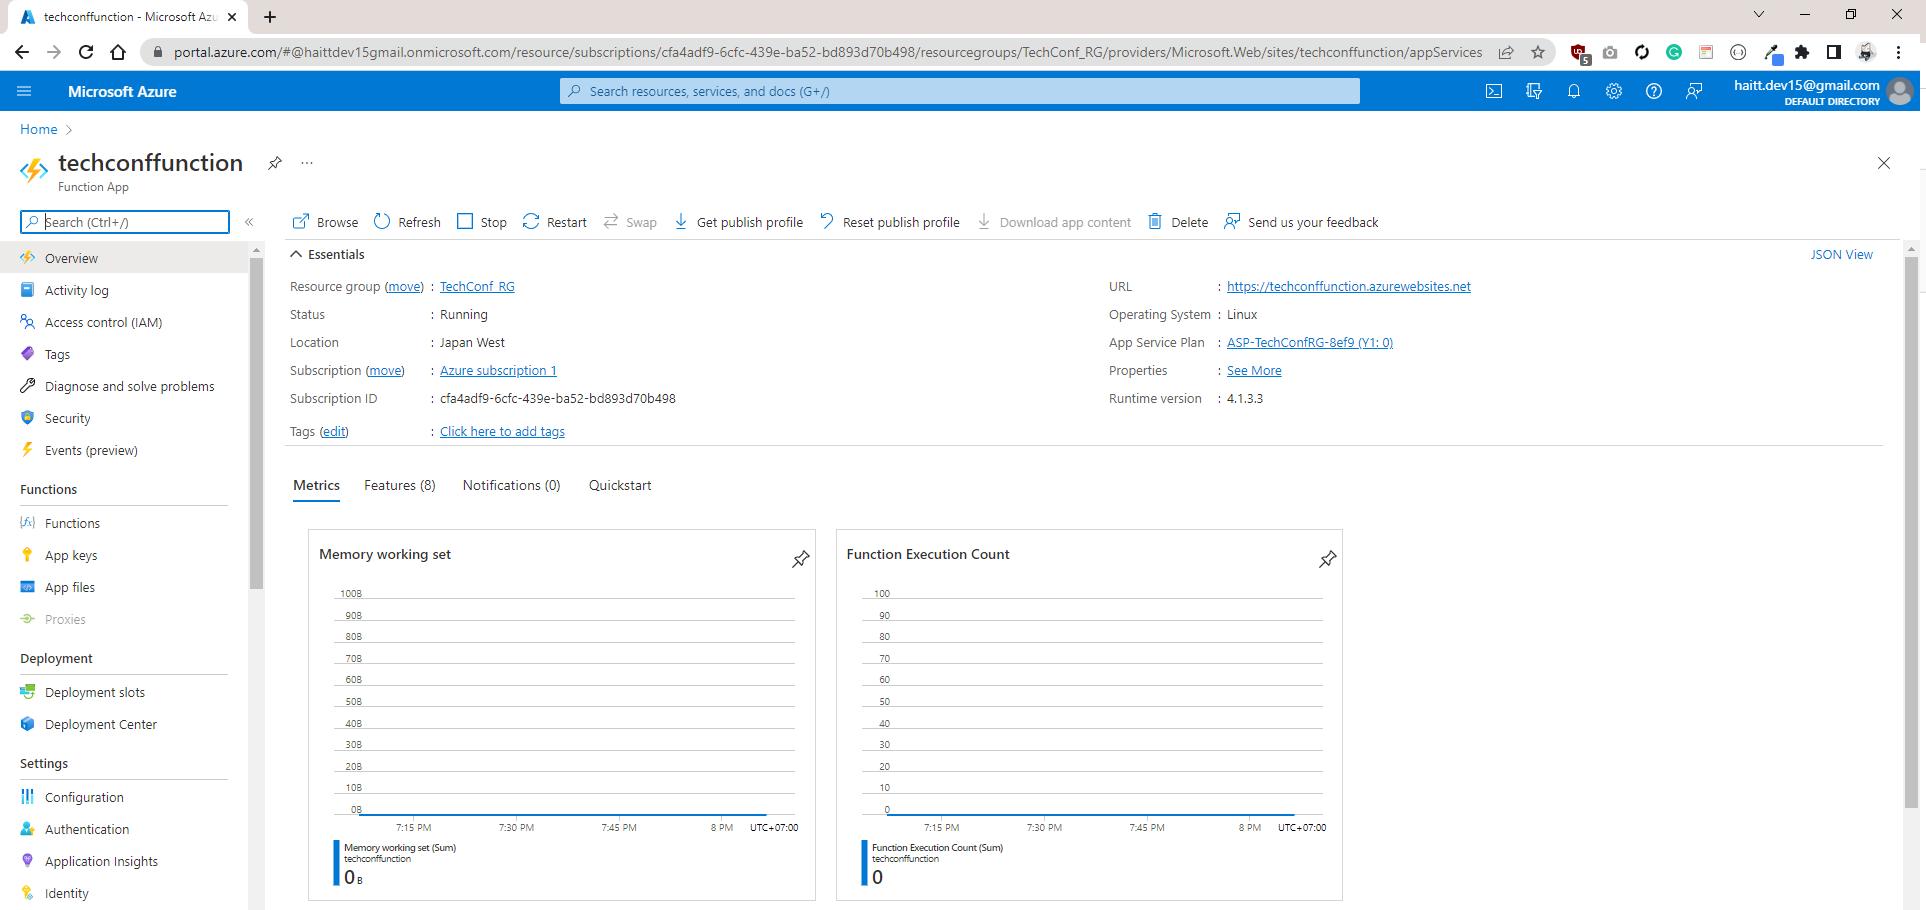 techconffunction - Microsoft Azu
portal.azure.com/#@haittdev15gmail.onmicrosoft.com/resource/subscriptions/cfa4adf9-6cfc-439e-ba52-bd893d70b498/resourcegroups/TechConf_RG/providers/Microsoft.Web/sites/techconffunction/appServices
5
Microsoft Azure
Search resources, services, and docs (G+/)
haitt.dev15@gmail.com
DEFAULT DIRECTORY
Home
techconffunction
Function App
Search (Ctrl+/)
Browse Refresh Stop Restart Swap Get publish profile Reset publish profile Download app content Delete Send us your feedback
Overview
Activity log
Access control (IAM)
Tags
Diagnose and solve problems
Security
Events (preview)
Functions
Functions
App keys
App files
Proxies
Deployment
Deployment slots
Deployment Center
Settings
Configuration
Authentication
Application Insights
Identity
Essentials
JSON View
Resource group (move) : TechConf_RG
Status : Running
Location : Japan West
Subscription (move) : Azure subscription 1
Subscription ID : cfa4adf9-6cfc-439e-ba52-bd893d70b498
Tags (edit) : Click here to add tags
URL : https://techconffunction.azurewebsites.net
Operating System : Linux
App Service Plan : ASP-TechConfRG-8ef9 (Y1: 0)
Properties : See More
Runtime version : 4.1.3.3
Metrics Features (8) Notifications (0) Quickstart
Memory working set
100B
90B
80B
70B
60B
50B
40B
30B
20B
10B
0B
7:15 PM 7:30 PM 7:45 PM 8 PM UTC+07:00
Memory working set (Sum)
techconffunction
0 B
Function Execution Count
100
90
80
70
60
50
40
30
20
10
0
7:15 PM 7:30 PM 7:45 PM 8 PM UTC+07:00
Function Execution Count (Sum)
techconffunction
0